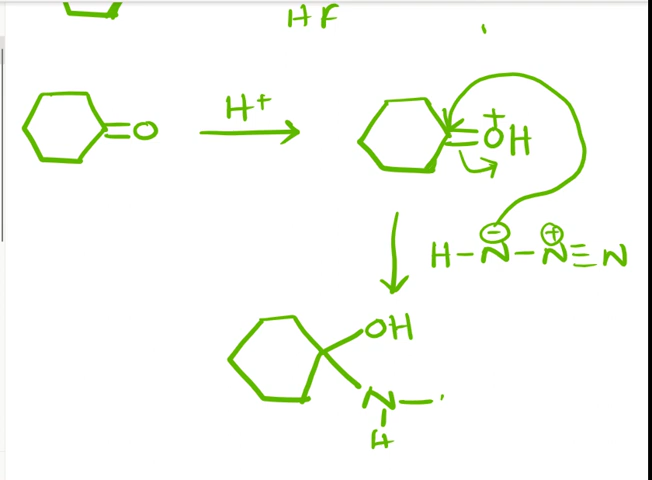 HF
H+
=O
+
=OH
⊖ ⊕
H-N-N≡N
OH
N-
H